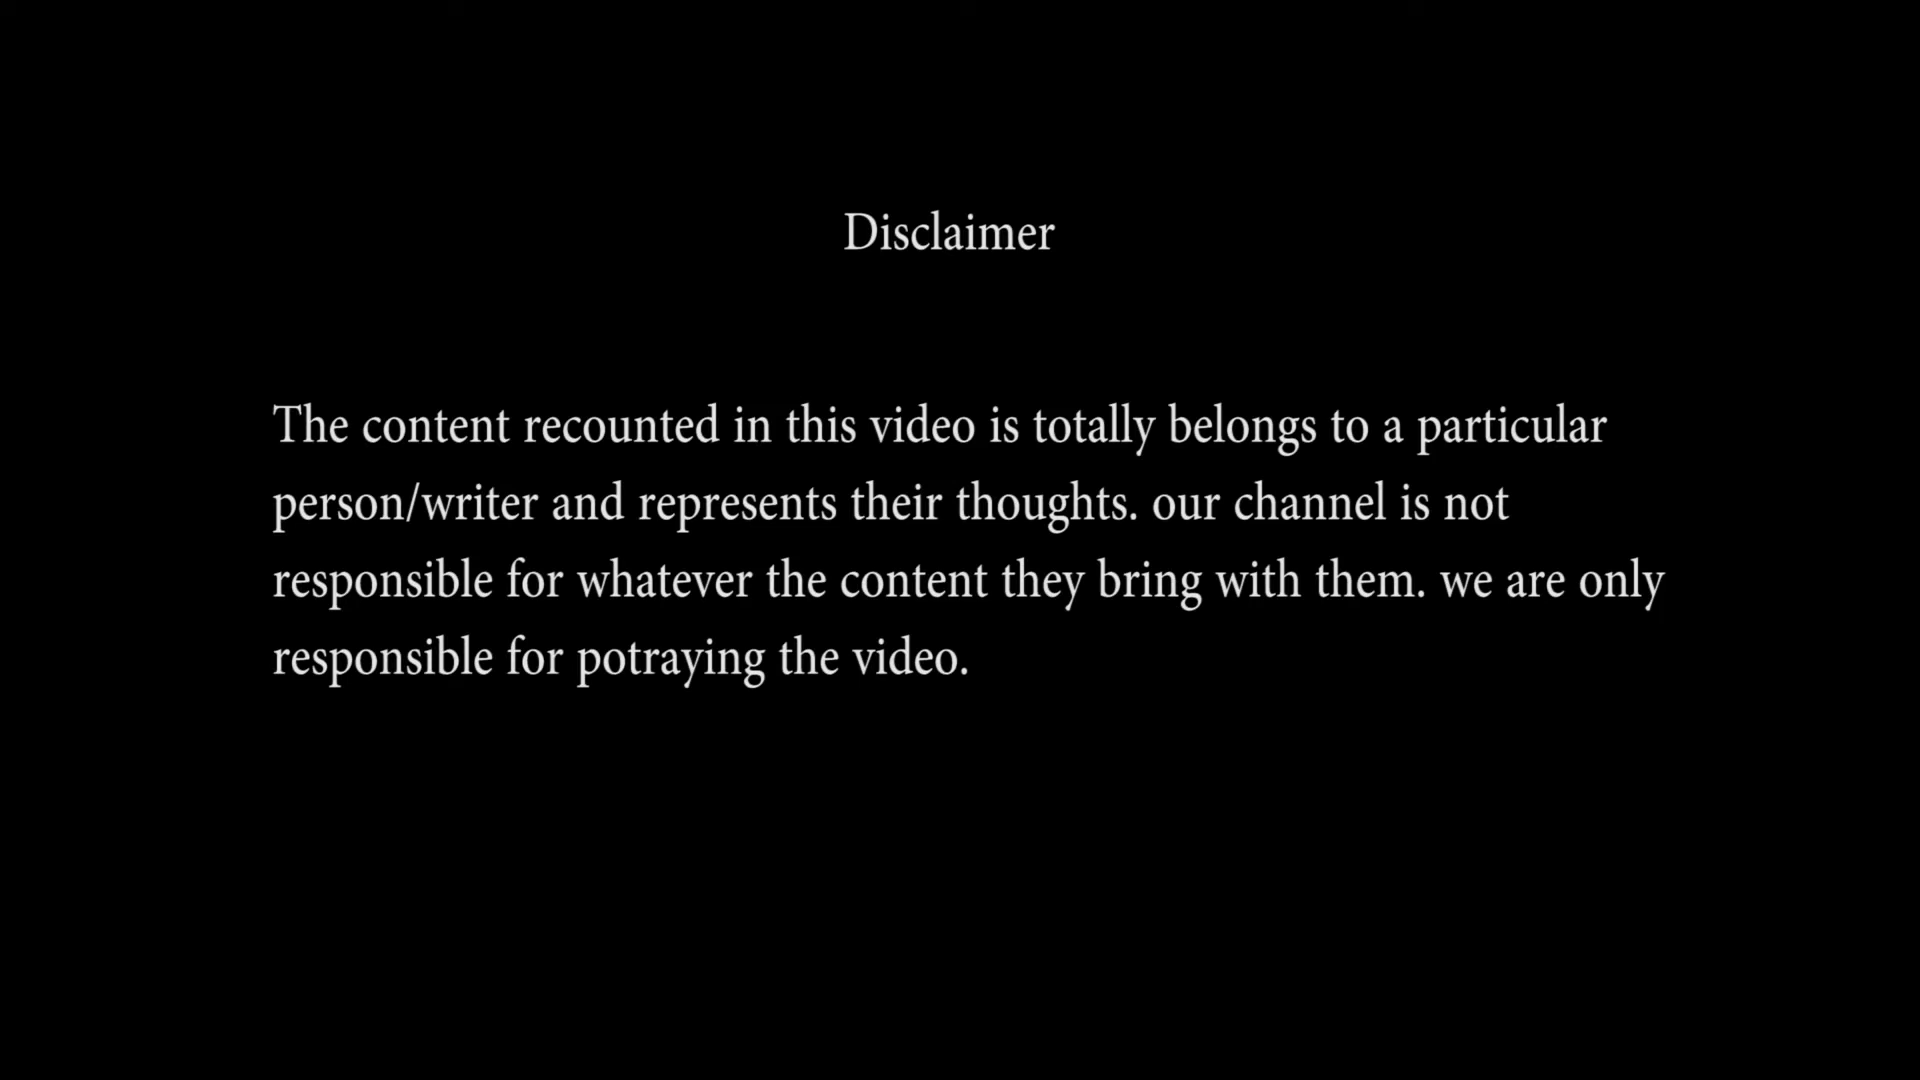 Disclaimer
The content recounted in this video is totally belongs to a particular
person/writer and represents their thoughts. our channel is not
responsible for whatever the content they bring with them. we are only
responsible for potraying the video.